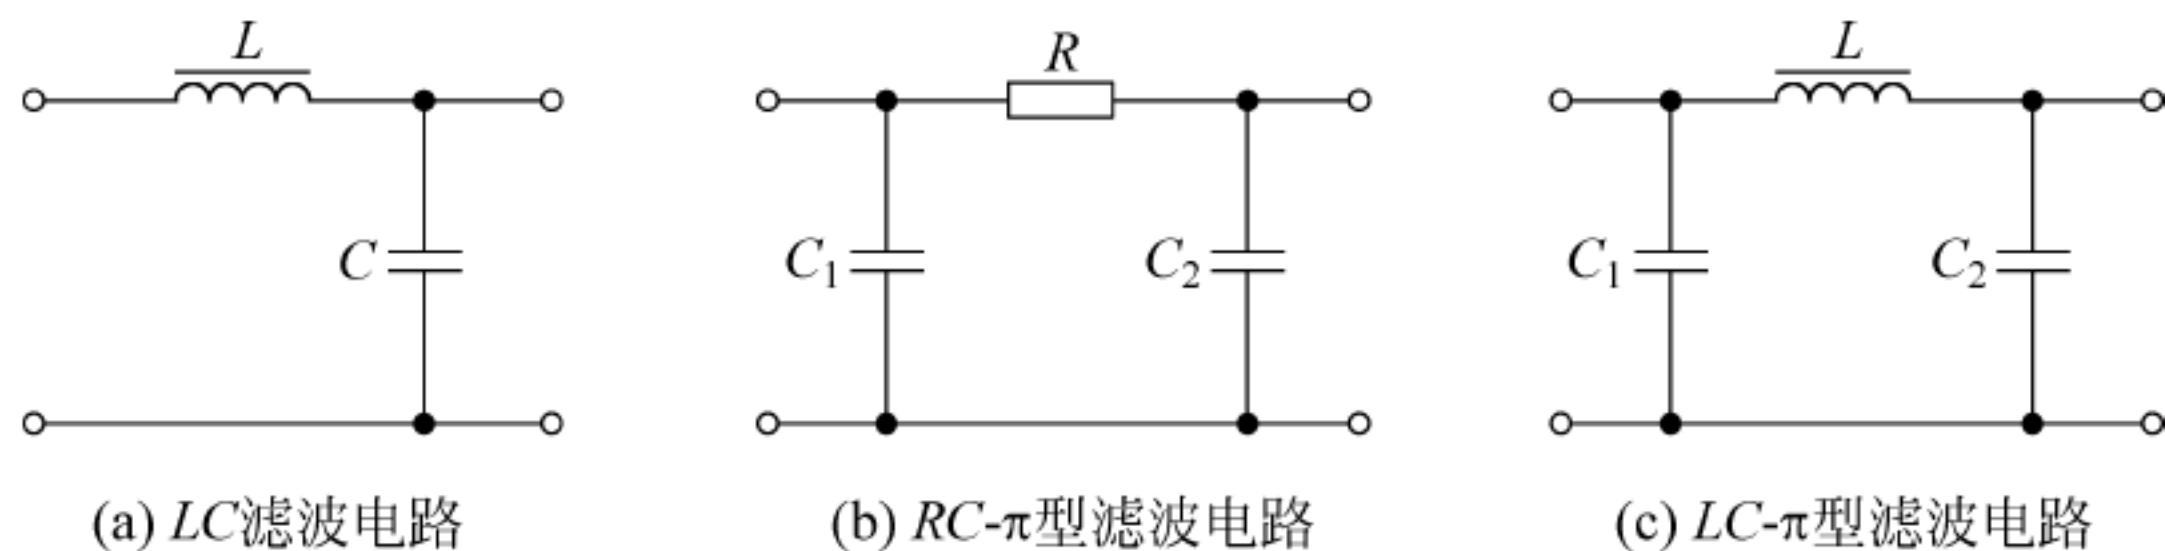 L
C
(a) LC滤波电路
R
C₁
C₂
(b) RC-π型滤波电路
L
C₁
C₂
(c) LC-π型滤波电路